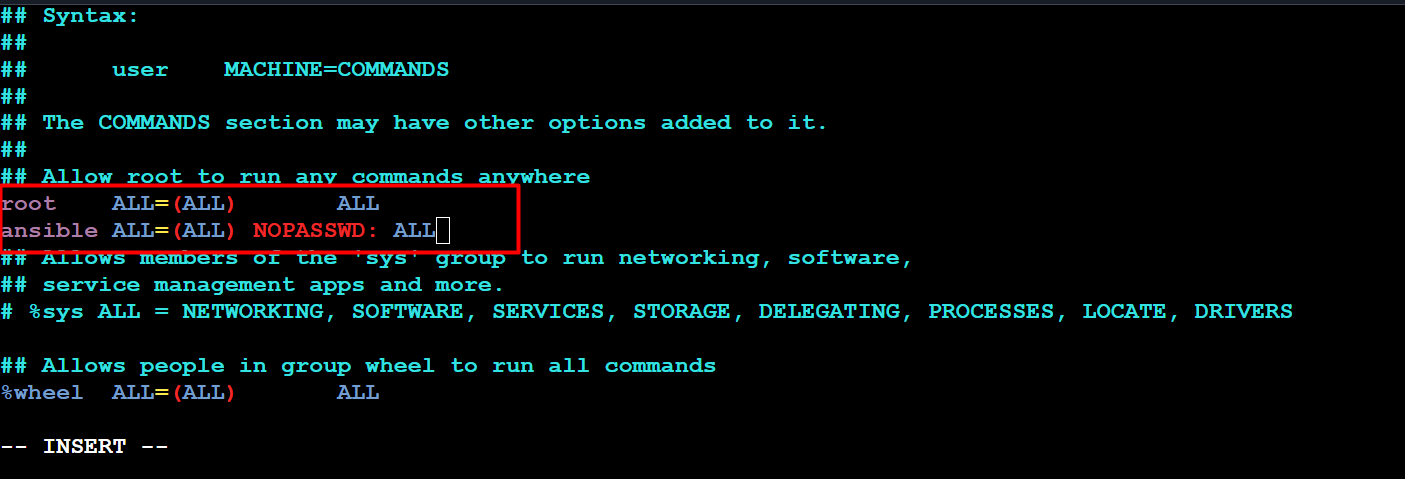 ## Syntax:
##
##      user    MACHINE=COMMANDS
##
## The COMMANDS section may have other options added to it.
##
## Allow root to run any commands anywhere
root    ALL=(ALL)       ALL
ansible ALL=(ALL) NOPASSWD: ALL
## Allows members of the 'sys' group to run networking, software,
## service management apps and more.
# %sys ALL = NETWORKING, SOFTWARE, SERVICES, STORAGE, DELEGATING, PROCESSES, LOCATE, DRIVERS

## Allows people in group wheel to run all commands
%wheel  ALL=(ALL)       ALL

-- INSERT --